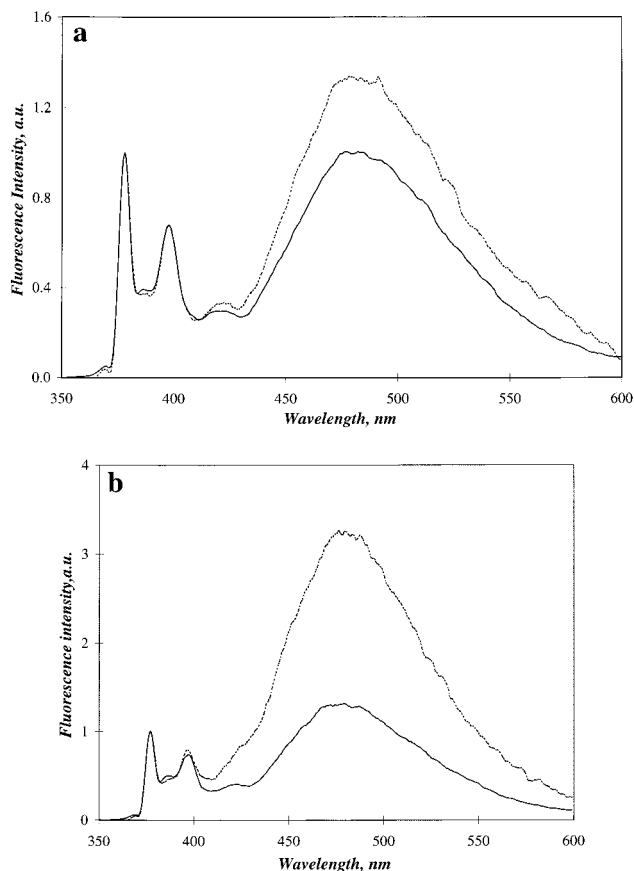 a
1.6
1.2
0.8
0.4
0.0
Fluorescence Intensity, a.u.
350 400 450 500 550 600
Wavelength, nm
b
4
3
2
1
0
Fluorescence intensity,a.u.
350 400 450 500 550 600
Wavelength, nm